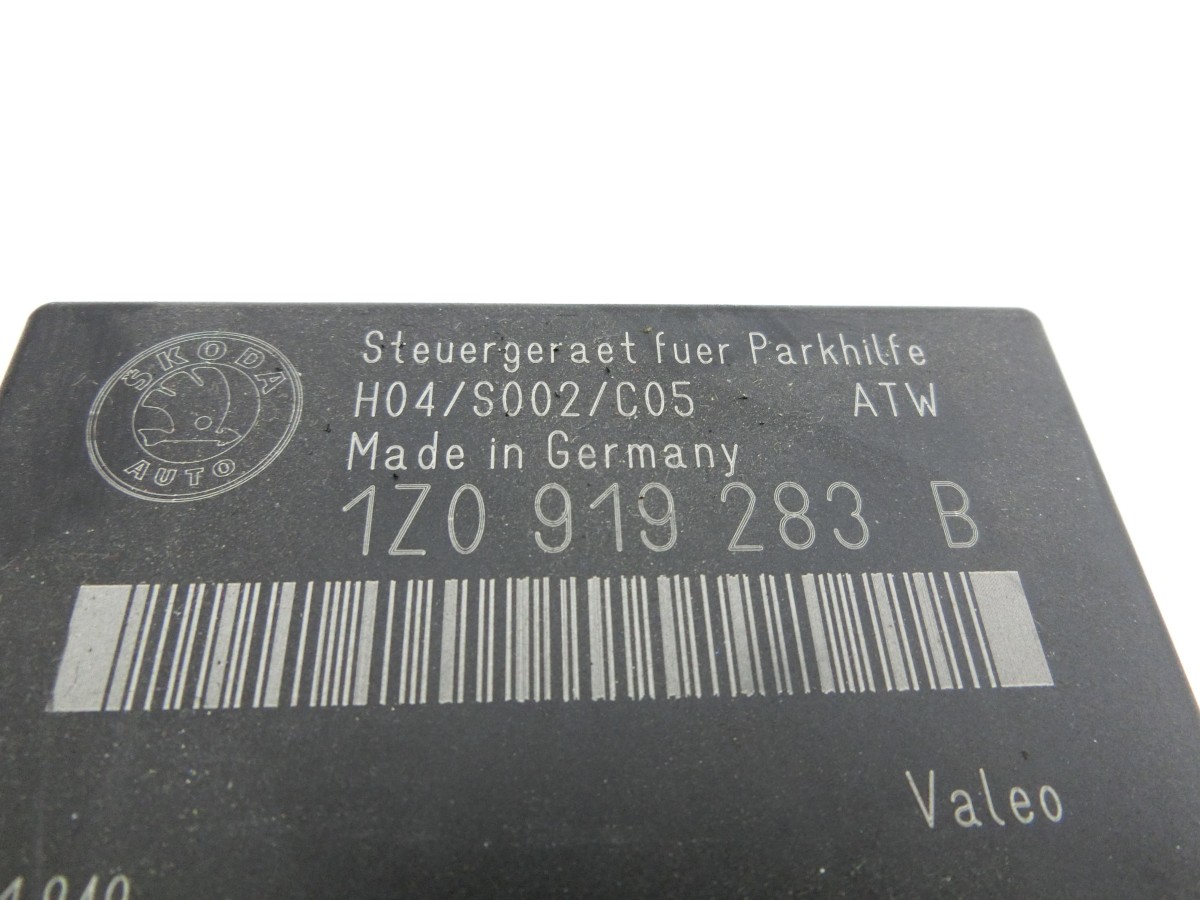 SKODA
AUTO
Steuergeraet fuer Parkhilfe
H04/S002/C05 ATW
Made in Germany
1Z0 919 283 B
Valeo